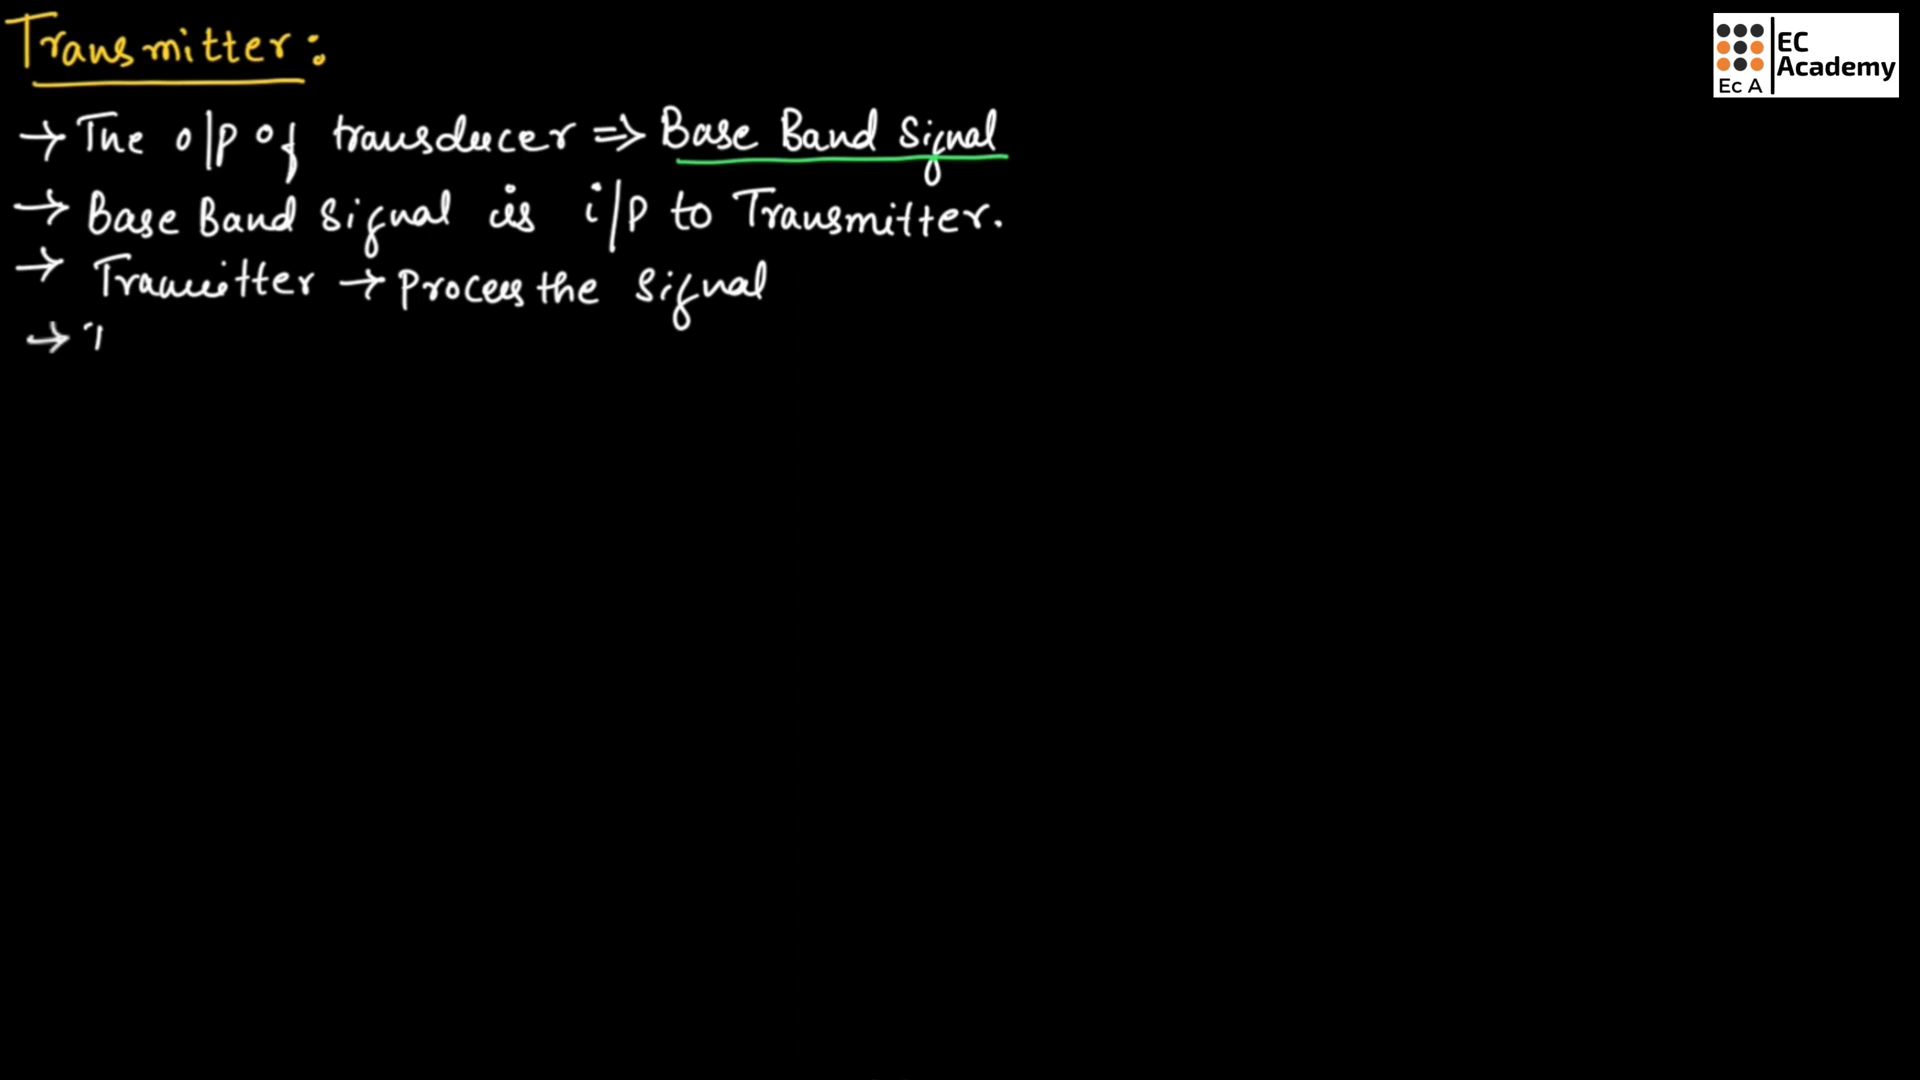 Transmitter:
EC
Academy
Ec A
→ The o/p of transducer ⇒ Base Band Signal
→ Base Band Signal is i/p to Transmitter.
→ Transmitter → Process the Signal
→